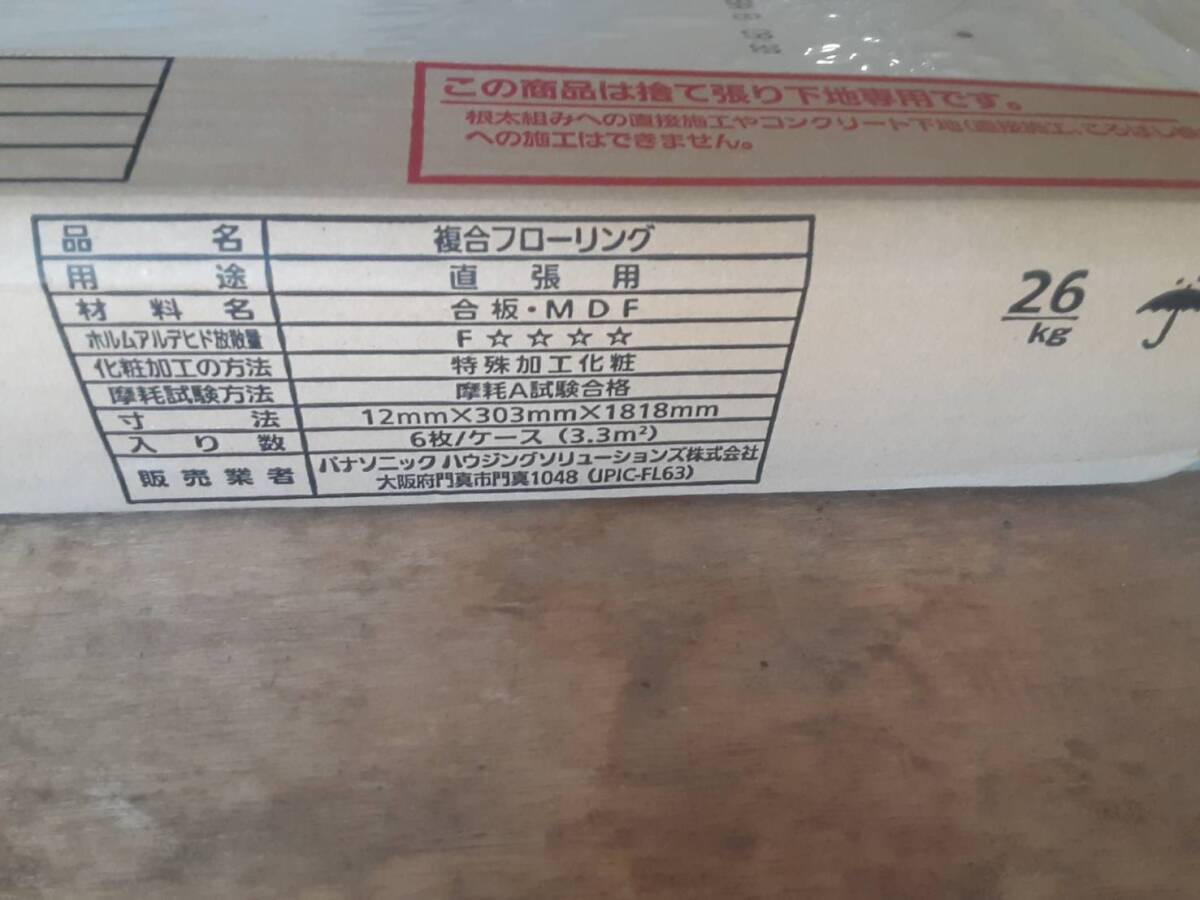 この商品は捨て張り下地専用です。
根太組みへの直接施工やコンクリート下地(直接施工、ころばし
への施工はできません。
品名 複合フローリング
用途 直張用
材料名 合板・MDF
ホルムアルデヒド放散量 F☆☆☆☆
化粧加工の方法 特殊加工化粧
摩耗試験方法 摩耗A試験合格
寸法 12mm×303mm×1818mm
入り数 6枚/ケース (3.3m²)
販売業者 パナソニック ハウジングソリューションズ株式会社
大阪府門真市門真1048 (JPIC-FL63)
26
kg